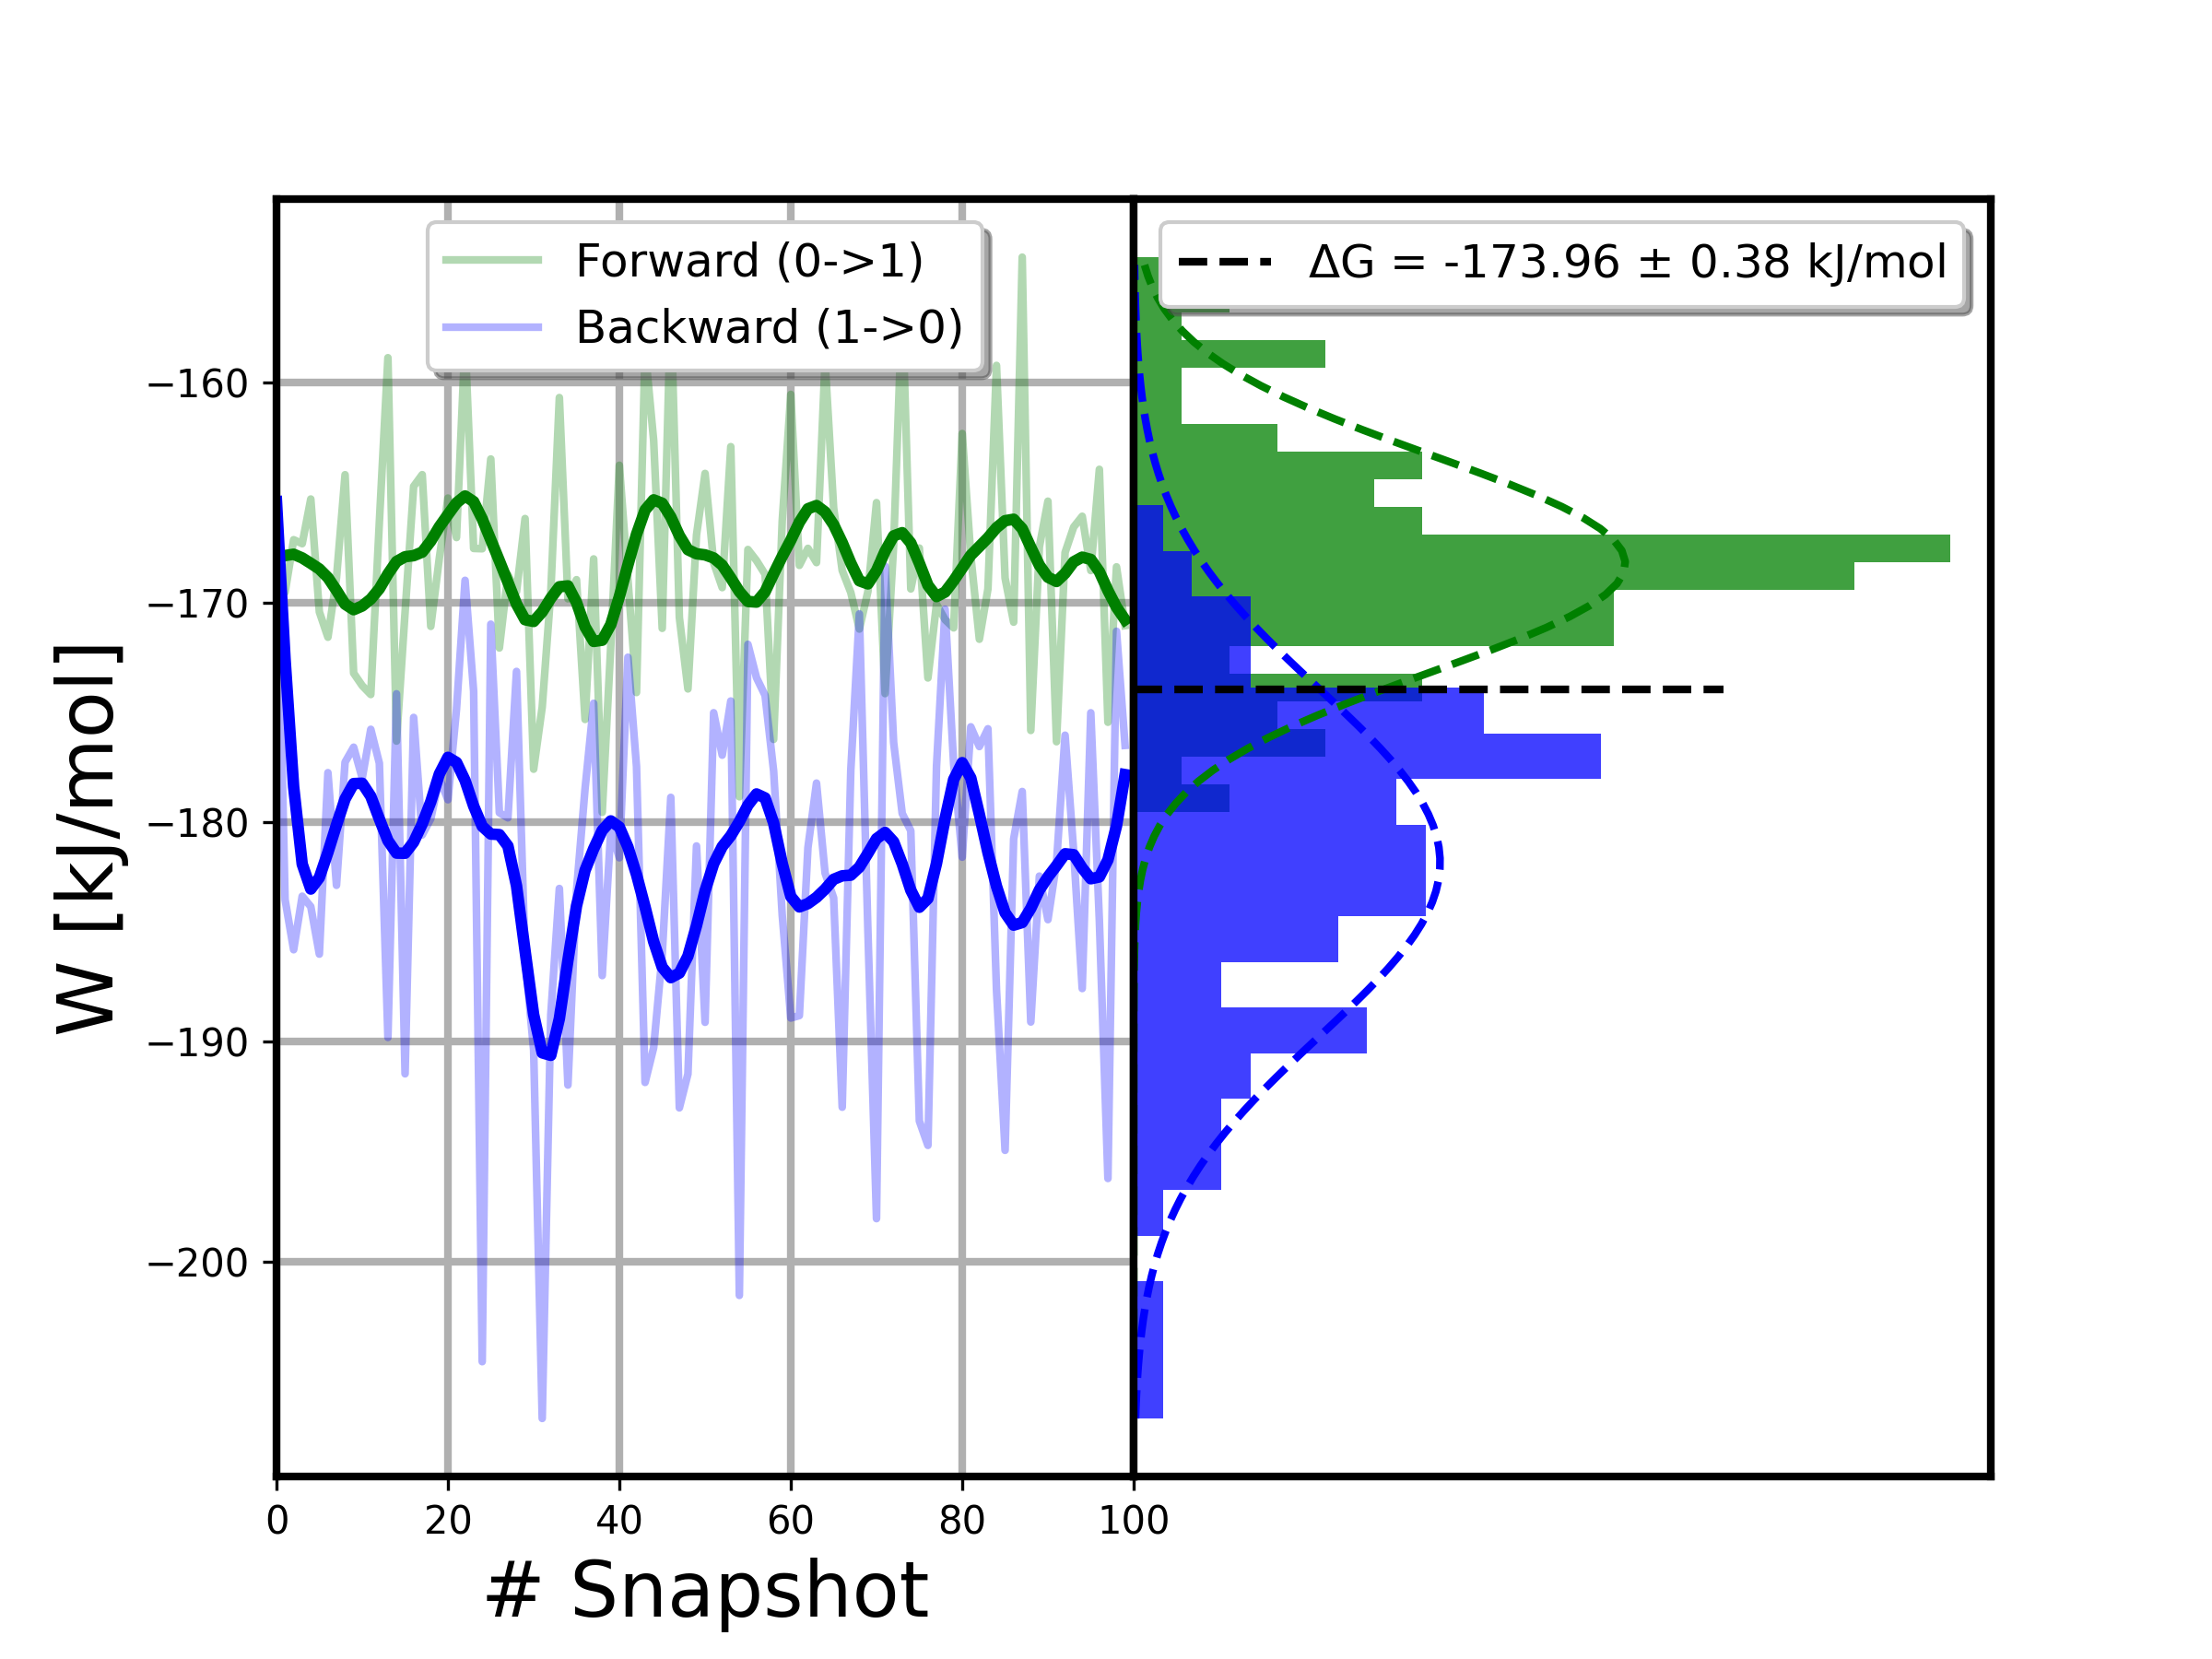 Forward (0->1)
Backward (1->0)
ΔG = -173.96 ± 0.38 kJ/mol
W [kJ/mol]
−160
−170
−180
−190
−200
0 20 40 60 80 100
# Snapshot